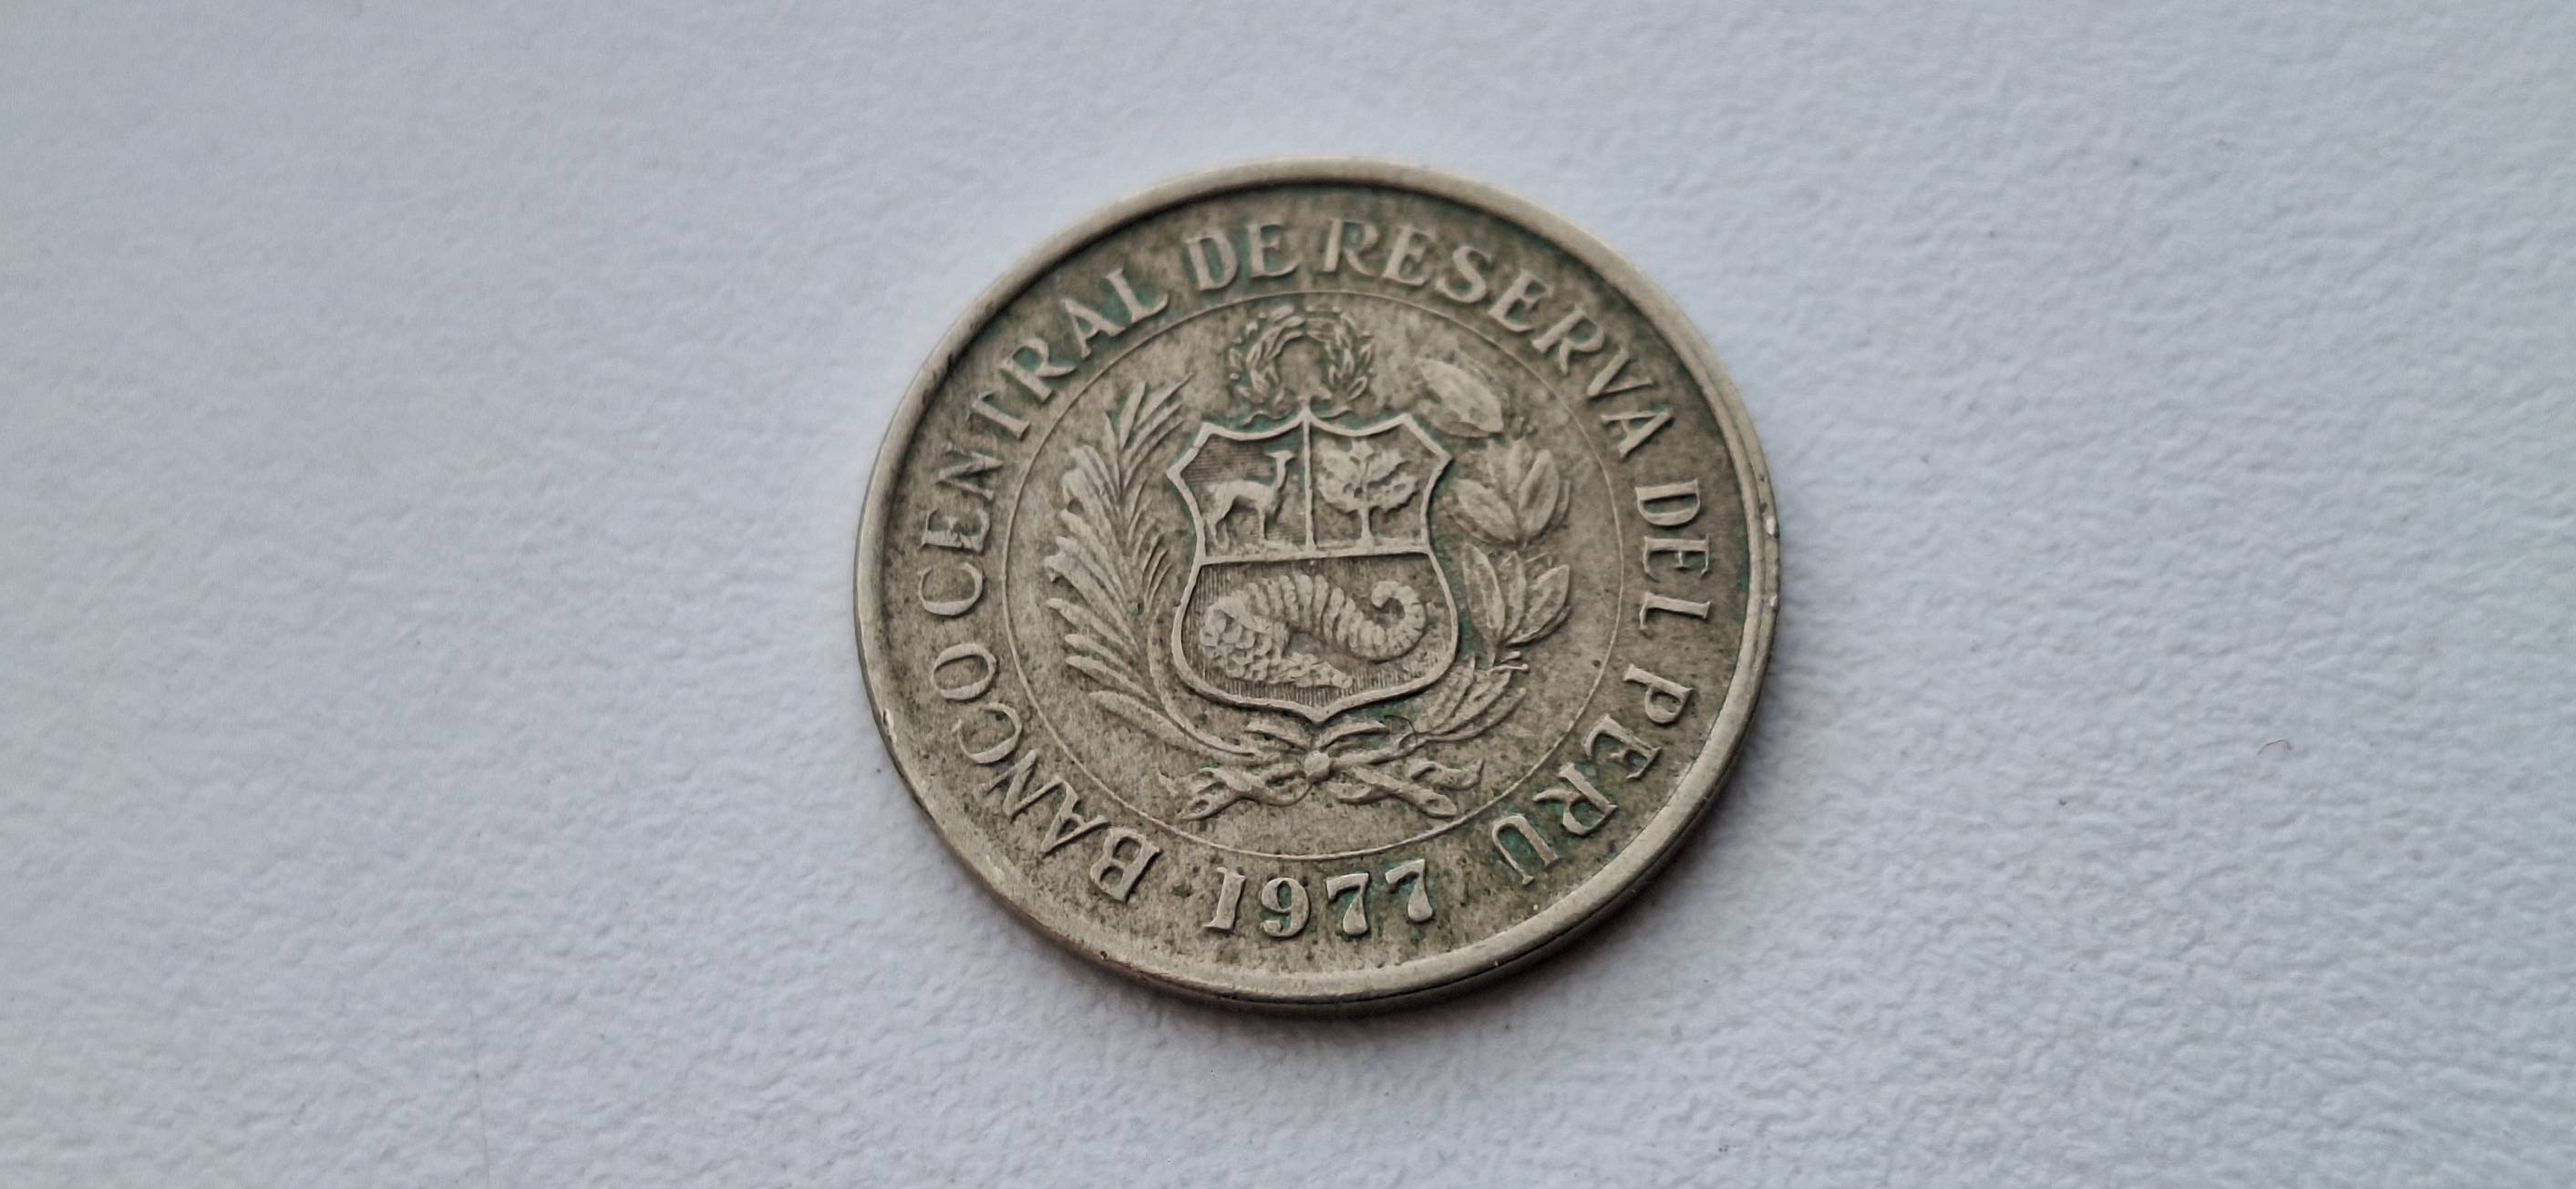 BANCO CENTRAL DE RESERVA DEL PERU
1977